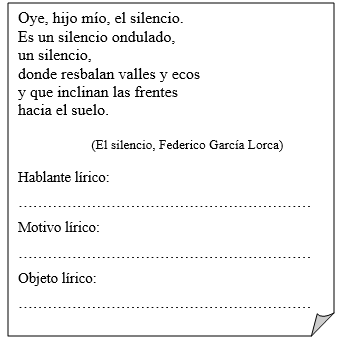 Oye, hijo mío, el silencio.
Es un silencio ondulado,
un silencio,
donde resbalan valles y ecos
y que inclinan las frentes
hacia el suelo.
(El silencio, Federico García Lorca)
Hablante lírico:
……………………………………………………
Motivo lírico:
……………………………………………………
Objeto lírico:
……………………………………………………